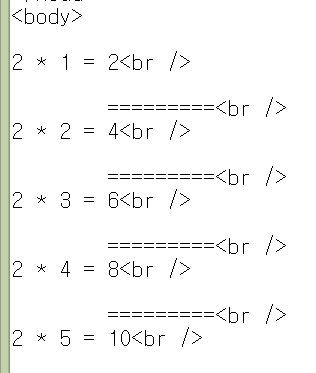 <body>
2 * 1 = 2<br />
=========<br />
2 * 2 = 4<br />
=========<br />
2 * 3 = 6<br />
=========<br />
2 * 4 = 8<br />
=========<br />
2 * 5 = 10<br />